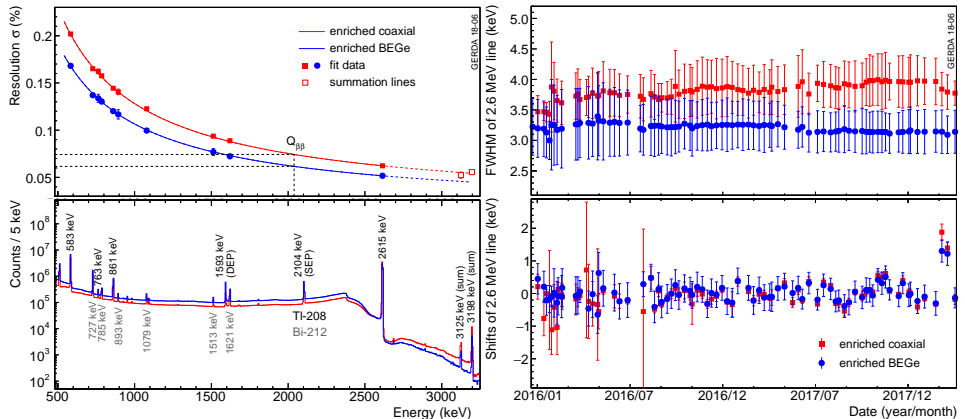 Resolution σ (%)
0.2
0.15
0.1
0.05
enriched coaxial
enriched BEGe
fit data
summation lines
GERDA 18-06
Qββ
Counts / 5 keV
10⁸
10⁷
10⁶
10⁵
10⁴
10³
10²
583 keV
763 keV
861 keV
1593 keV
(DEP)
2104 keV
(SEP)
2615 keV
3125 keV (sum)
3198 keV (sum)
727 keV
785 keV
893 keV
1079 keV
1513 keV
1621 keV
Tl-208
Bi-212
500 1000 1500 2000 2500 3000
Energy (keV)
FWHM of 2.6 MeV line (keV)
5.0
4.5
4.0
3.5
3.0
2.5
GERDA 18-06
Shifts of 2.6 MeV line (keV)
2
1
0
−1
−2
enriched coaxial
enriched BEGe
2016/01 2016/07 2016/12 2017/07 2017/12
Date (year/month)